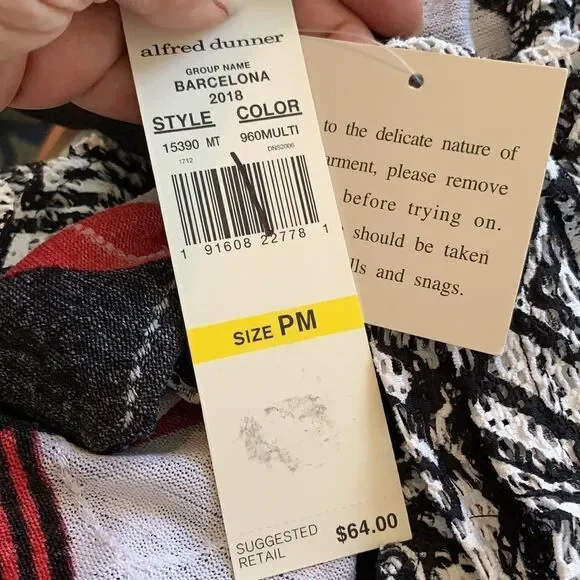 alfred dunner
GROUP NAME
BARCELONA
2018
STYLE COLOR
15390 MT 960MULTI
1712 DNS2000
1 91608 22778 1
SIZE PM
SUGGESTED
RETAIL $64.00
to the delicate nature of
arment, please remove
before trying on.
should be taken
lls and snags.